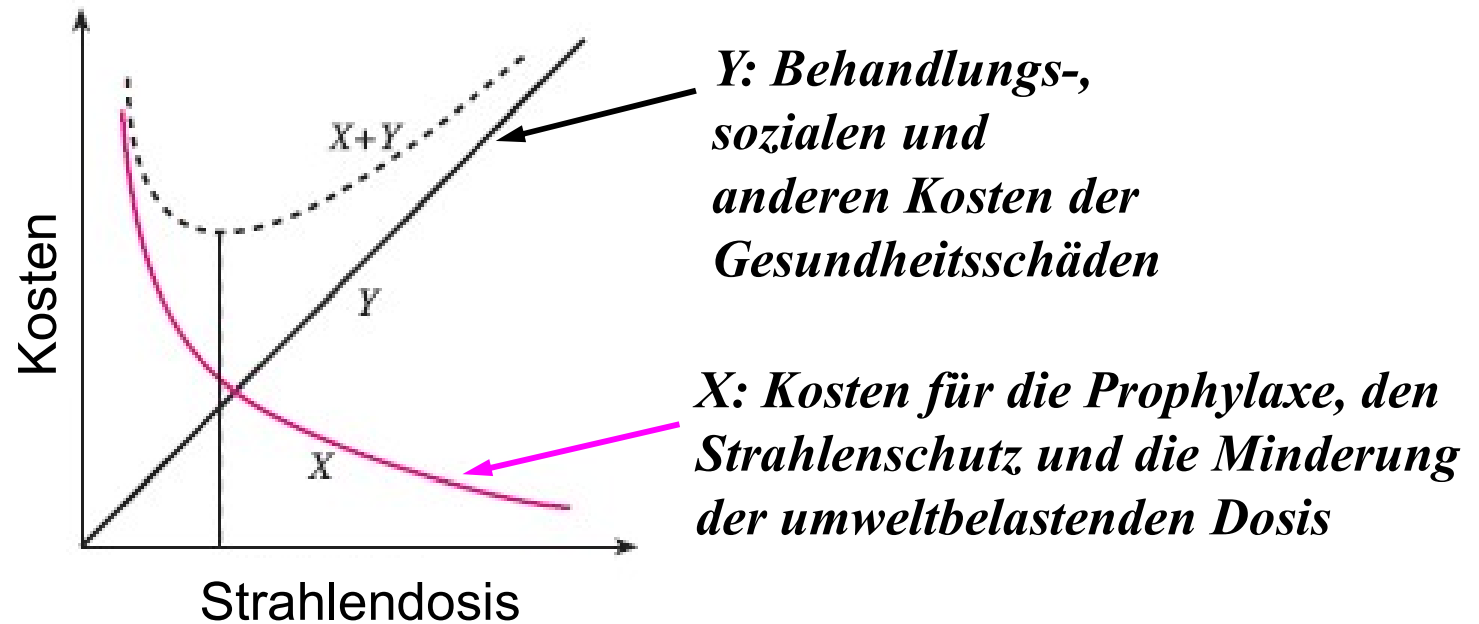 Y: Behandlungs-,
sozialen und
anderen Kosten der
Gesundheitsschäden
X+Y
Y
X
Kosten
X: Kosten für die Prophylaxe, den
Strahlenschutz und die Minderung
der umweltbelastenden Dosis
Strahlendosis